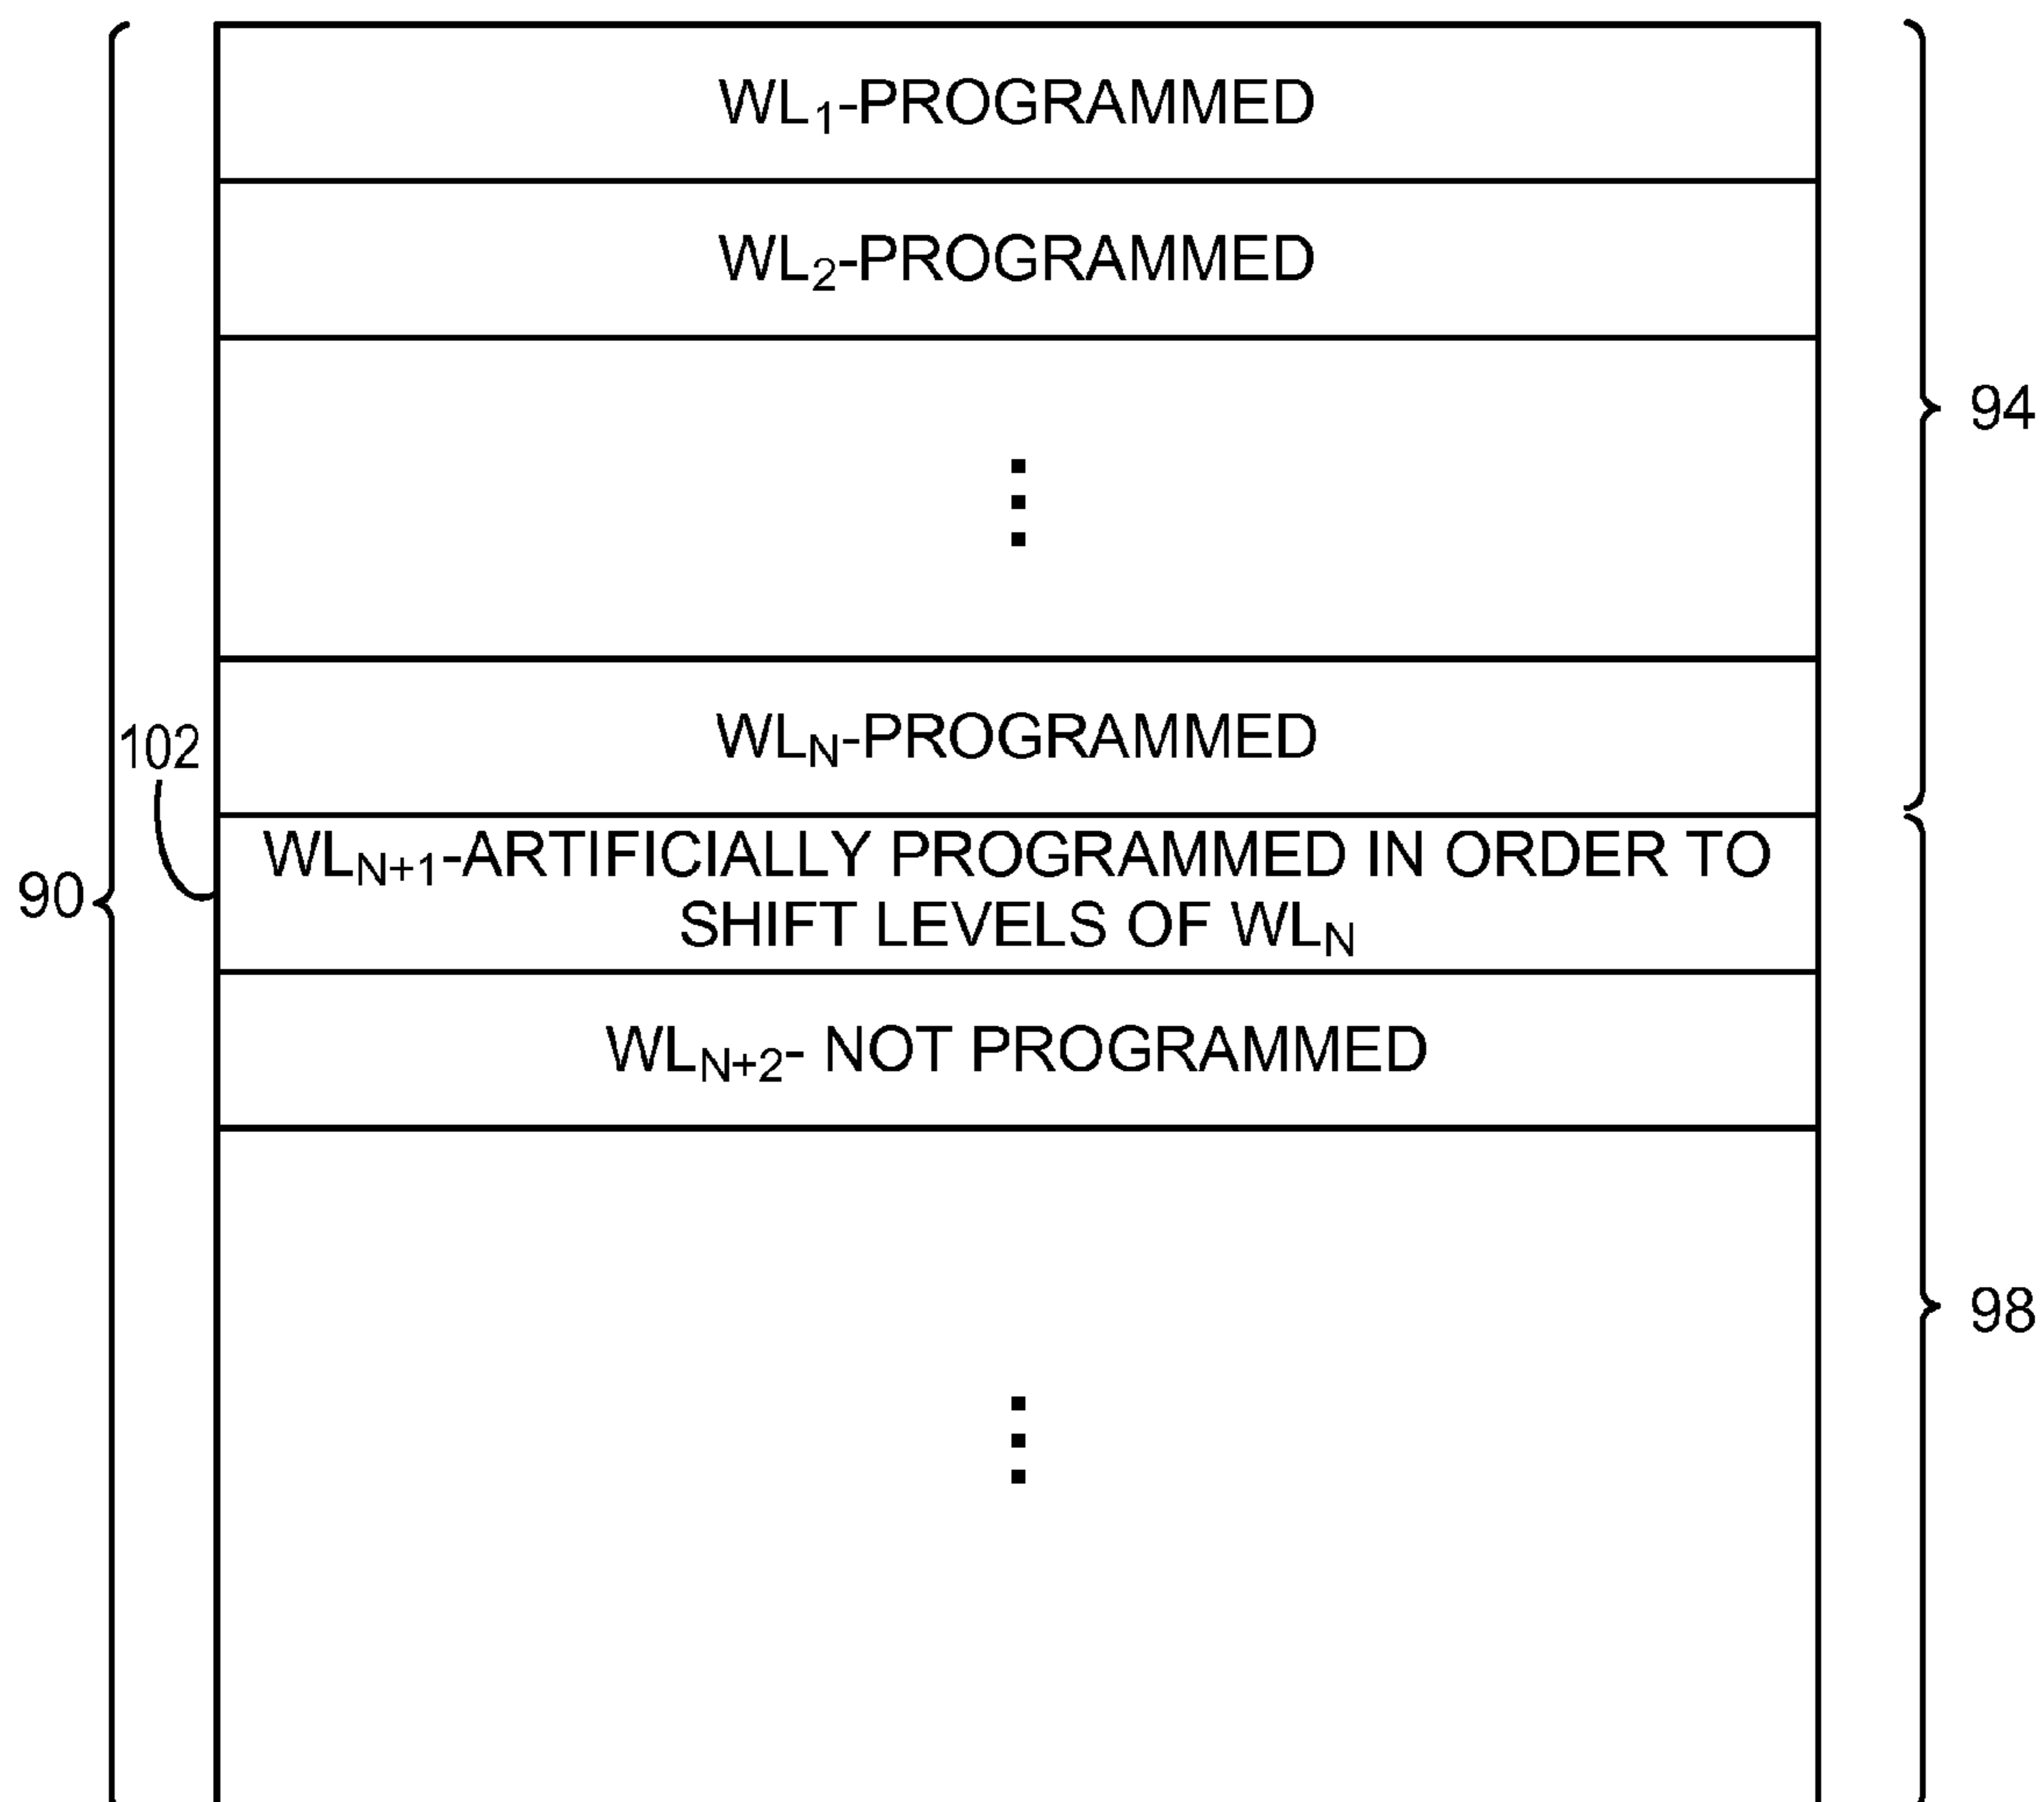 WL1-PROGRAMMED
WL2-PROGRAMMED
94
WLN-PROGRAMMED
102
WLN+1-ARTIFICIALLY PROGRAMMED IN ORDER TO
SHIFT LEVELS OF WLN
90
WLN+2- NOT PROGRAMMED
98